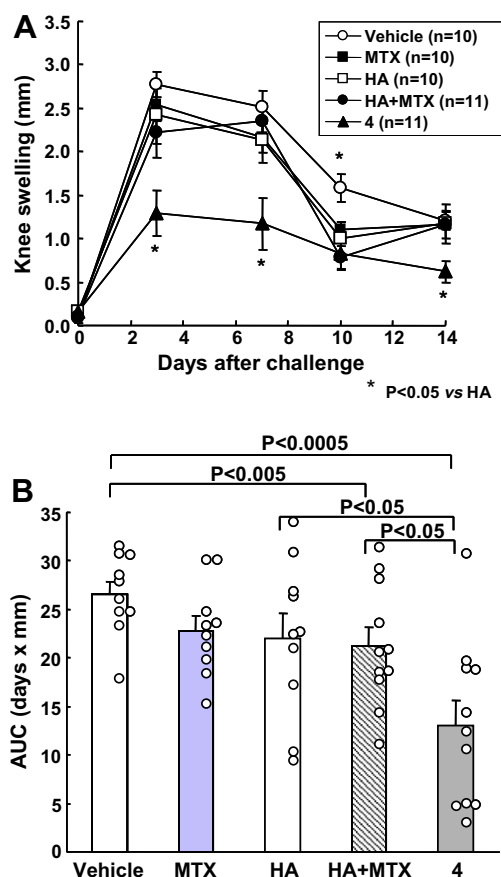 A
3.5
3.0
2.5
2.0
1.5
1.0
0.5
0.0
Knee swelling (mm)
Vehicle (n=10)
MTX (n=10)
HA (n=10)
HA+MTX (n=11)
4 (n=11)
*
*
*
*
0 2 4 6 8 10 12 14
Days after challenge
* P<0.05 vs HA
B
P<0.0005
P<0.005
P<0.05
P<0.05
35
30
25
20
15
10
5
0
AUC (days x mm)
Vehicle MTX HA HA+MTX 4